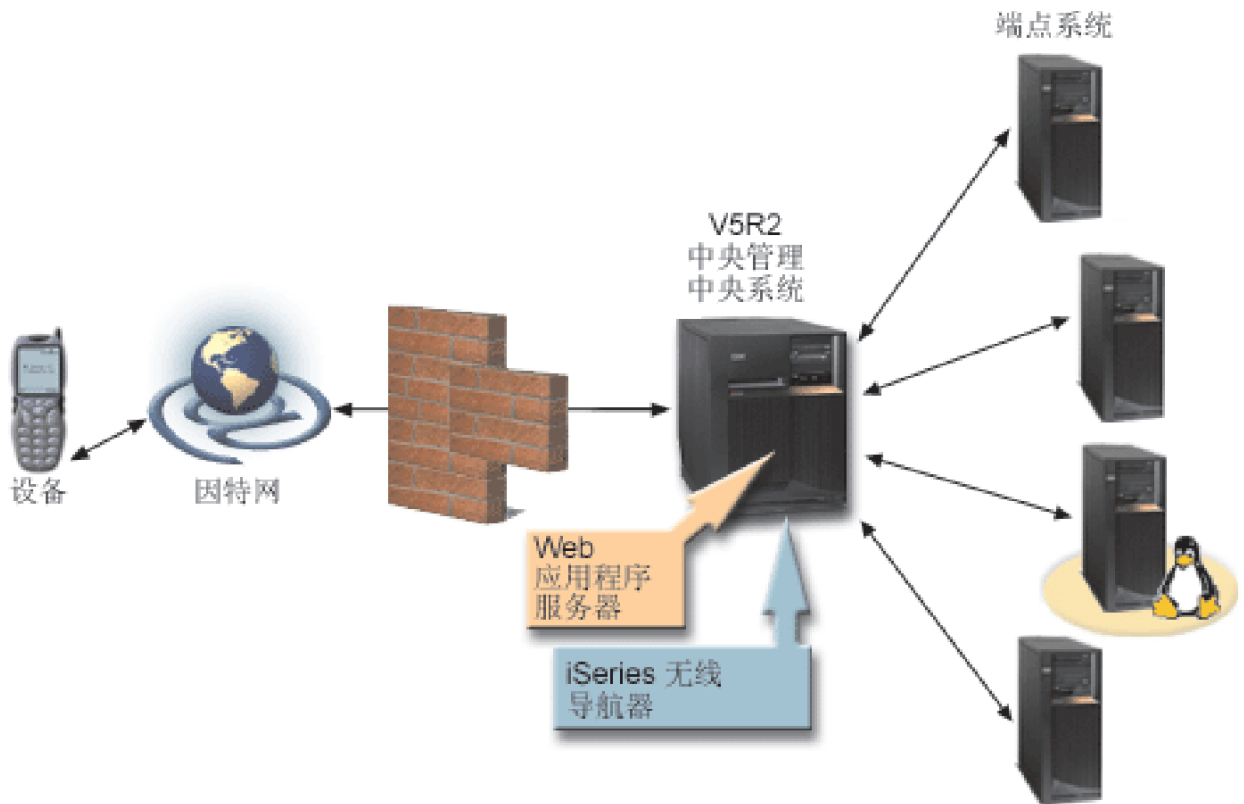 端点系统
V5R2
中央管理
中央系统
设备
因特网
Web
应用程序
服务器
iSeries 无线
导航器